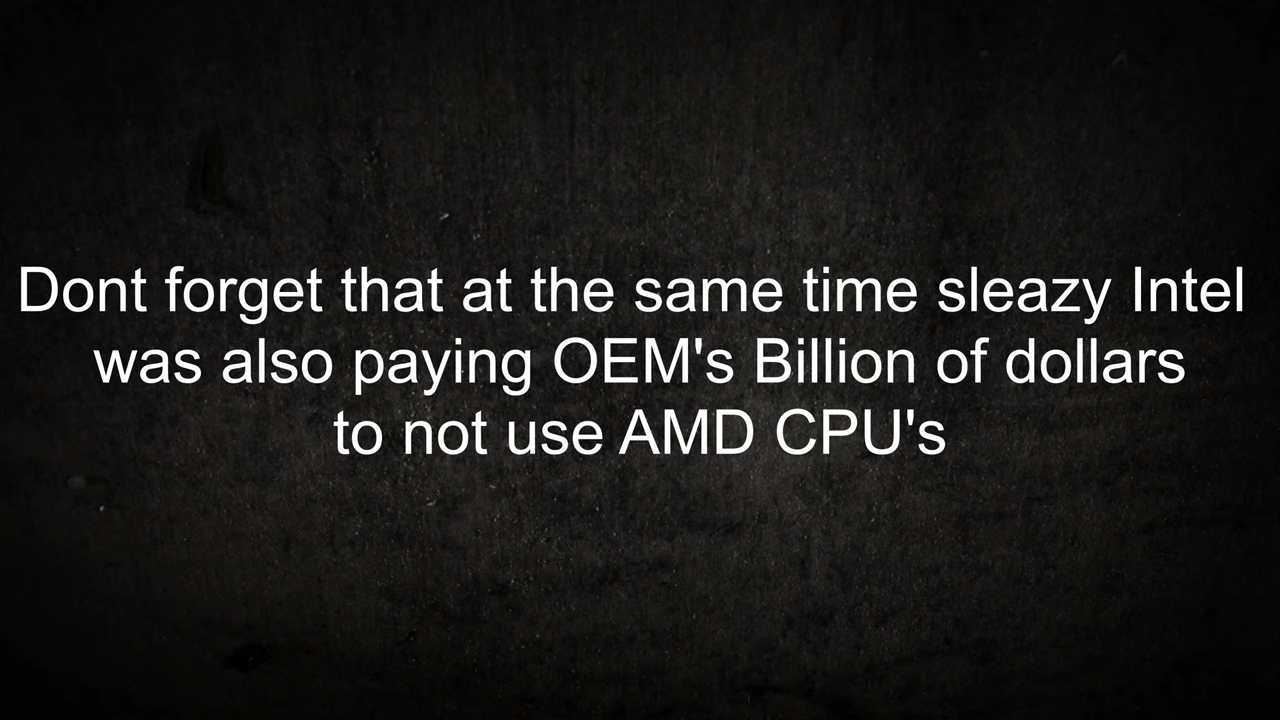 Dont forget that at the same time sleazy Intel
was also paying OEM's Billion of dollars
to not use AMD CPU's